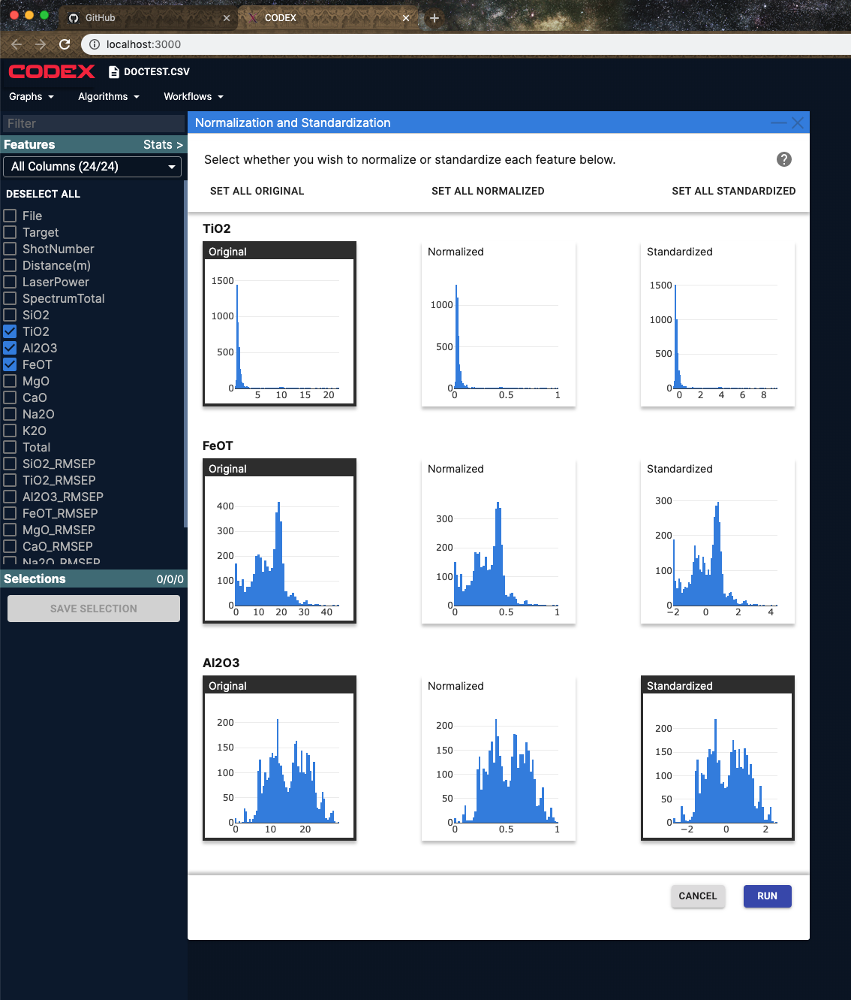 GitHub
CODEX
localhost:3000
CODEX
DOCTEST.CSV
Graphs
Algorithms
Workflows
Filter
Features
Stats >
All Columns (24/24)
DESELECT ALL
File
Target
ShotNumber
Distance(m)
LaserPower
SpectrumTotal
SiO2
TiO2
Al2O3
FeOT
MgO
CaO
Na2O
K2O
Total
SiO2_RMSEP
TiO2_RMSEP
Al2O3_RMSEP
FeOT_RMSEP
MgO_RMSEP
CaO_RMSEP
Na2O_RMSEP
Selections
0/0/0
SAVE SELECTION
Normalization and Standardization
Select whether you wish to normalize or standardize each feature below.
SET ALL ORIGINAL
SET ALL NORMALIZED
SET ALL STANDARDIZED
TiO2
Original
1500
1000
500
0
5 10 15 20
Normalized
1000
500
0
0 0.5 1
Standardized
1500
1000
500
0
0 2 4 6 8
FeOT
Original
400
300
200
100
0
0 10 20 30 40
Normalized
300
200
100
0
0 0.5 1
Standardized
300
200
100
0
−2 0 2 4
Al2O3
Original
200
150
100
50
0
0 10 20
Normalized
200
150
100
50
0
0 0.5 1
Standardized
200
150
100
50
0
−2 0 2
CANCEL
RUN